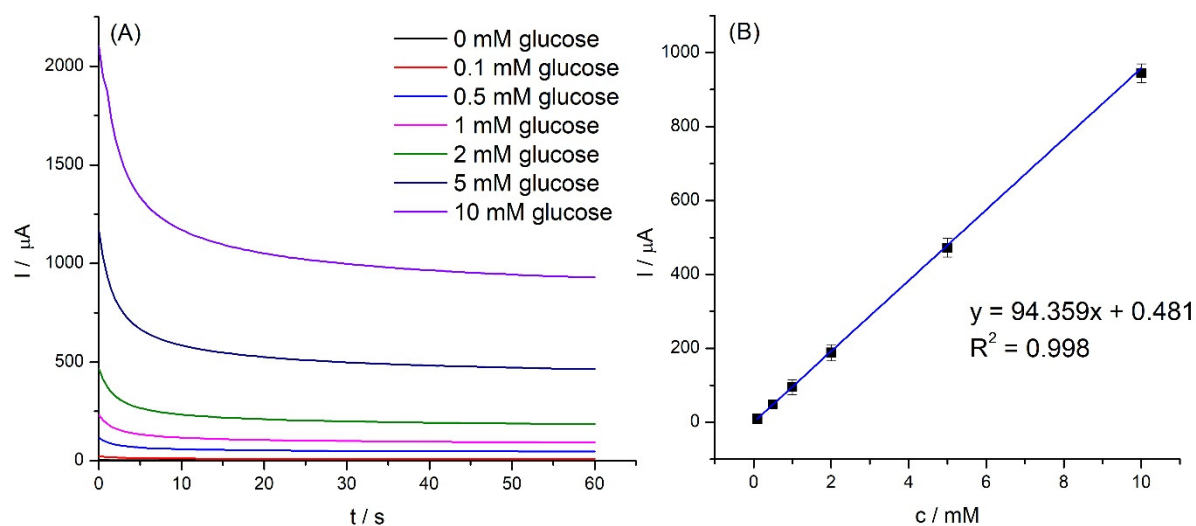 (A)
0 mM glucose
0.1 mM glucose
0.5 mM glucose
1 mM glucose
2 mM glucose
5 mM glucose
10 mM glucose
2000
1500
1000
500
0
I / μA
0 10 20 30 40 50 60
t / s
(B)
1000
800
600
400
200
0
I / μA
y = 94.359x + 0.481
R² = 0.998
0 2 4 6 8 10
c / mM